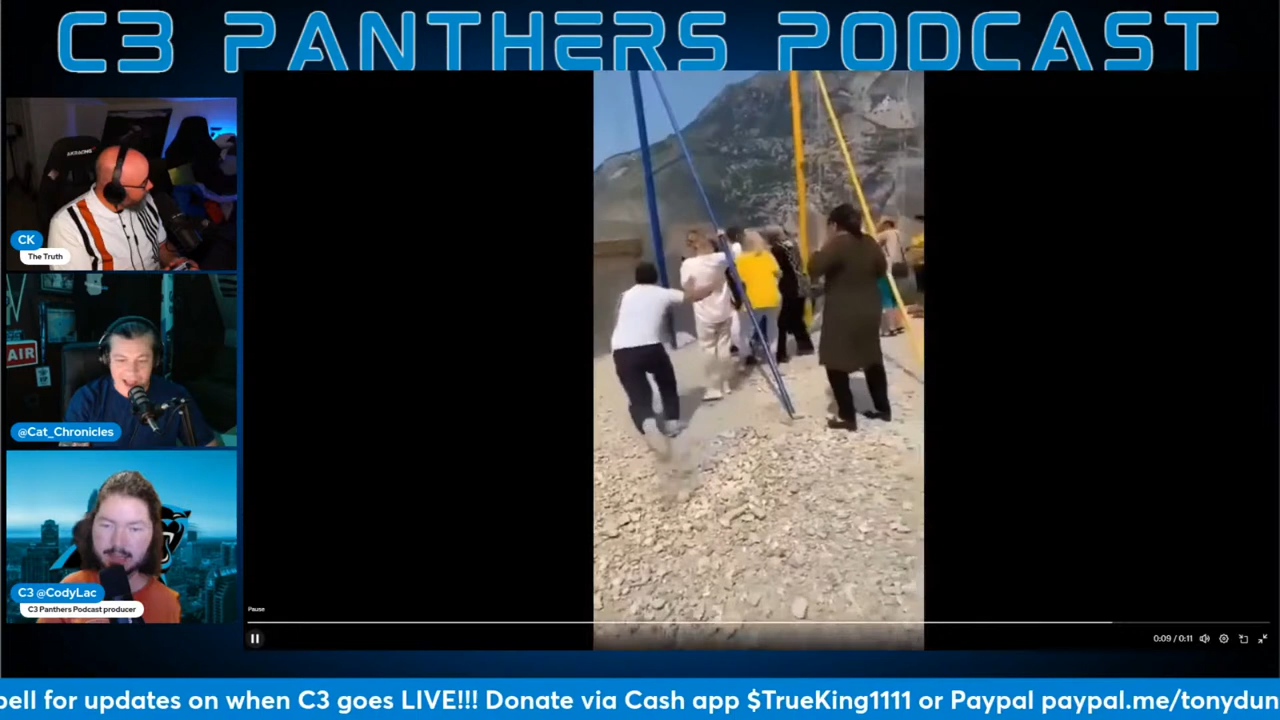 C3 PANTHERS PODCAST
AKRACING
CK
The Truth
AIR
@Cat_Chronicles
C3 @CodyLac
C3 Panthers Podcast producer
Pause
0:09 / 0:11
bell for updates on when C3 goes LIVE!!! Donate via Cash app $TrueKing1111 or Paypal paypal.me/tonydun